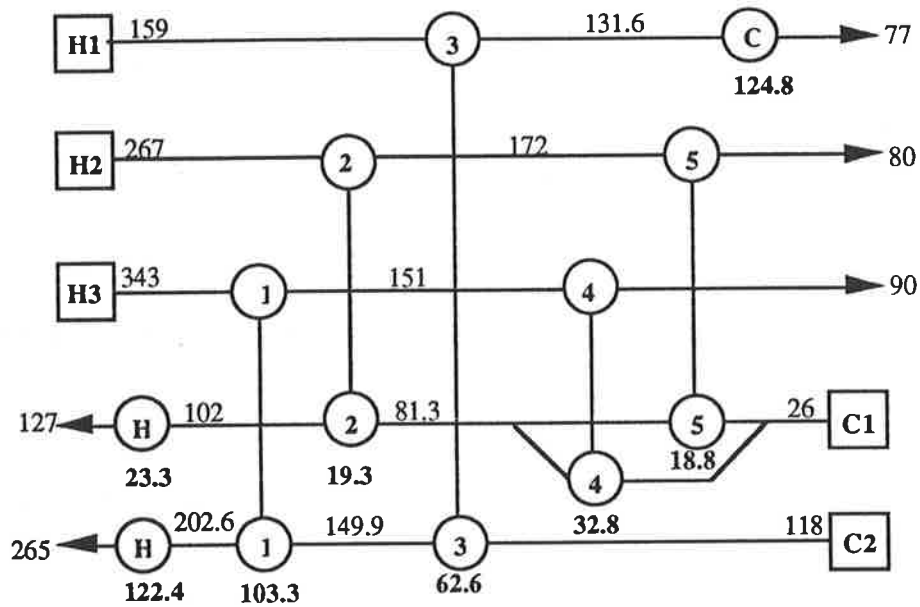 H1 159 3 131.6 C 77
124.8
H2 267 2 172 5 80
H3 343 1 151 4 90
127 H 102 2 81.3 5 26 C1
23.3 19.3 4 18.8
32.8
265 H 202.6 1 149.9 3 118 C2
122.4 103.3 62.6